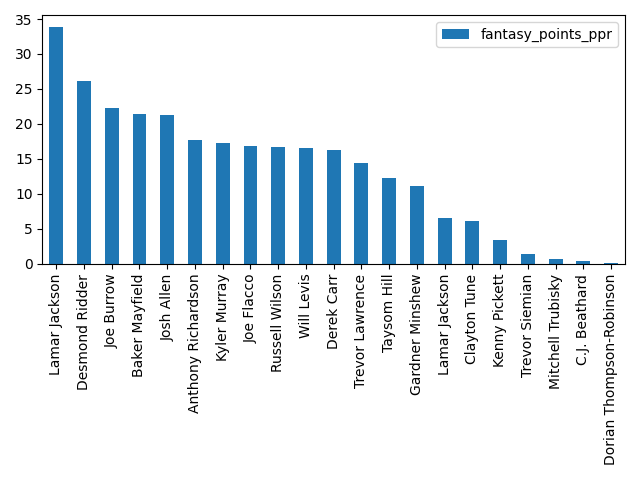 fantasy_points_ppr
35
30
25
20
15
10
5
0
Lamar Jackson
Desmond Ridder
Joe Burrow
Baker Mayfield
Josh Allen
Anthony Richardson
Kyler Murray
Joe Flacco
Russell Wilson
Will Levis
Derek Carr
Trevor Lawrence
Taysom Hill
Gardner Minshew
Lamar Jackson
Clayton Tune
Kenny Pickett
Trevor Siemian
Mitchell Trubisky
C.J. Beathard
Dorian Thompson-Robinson